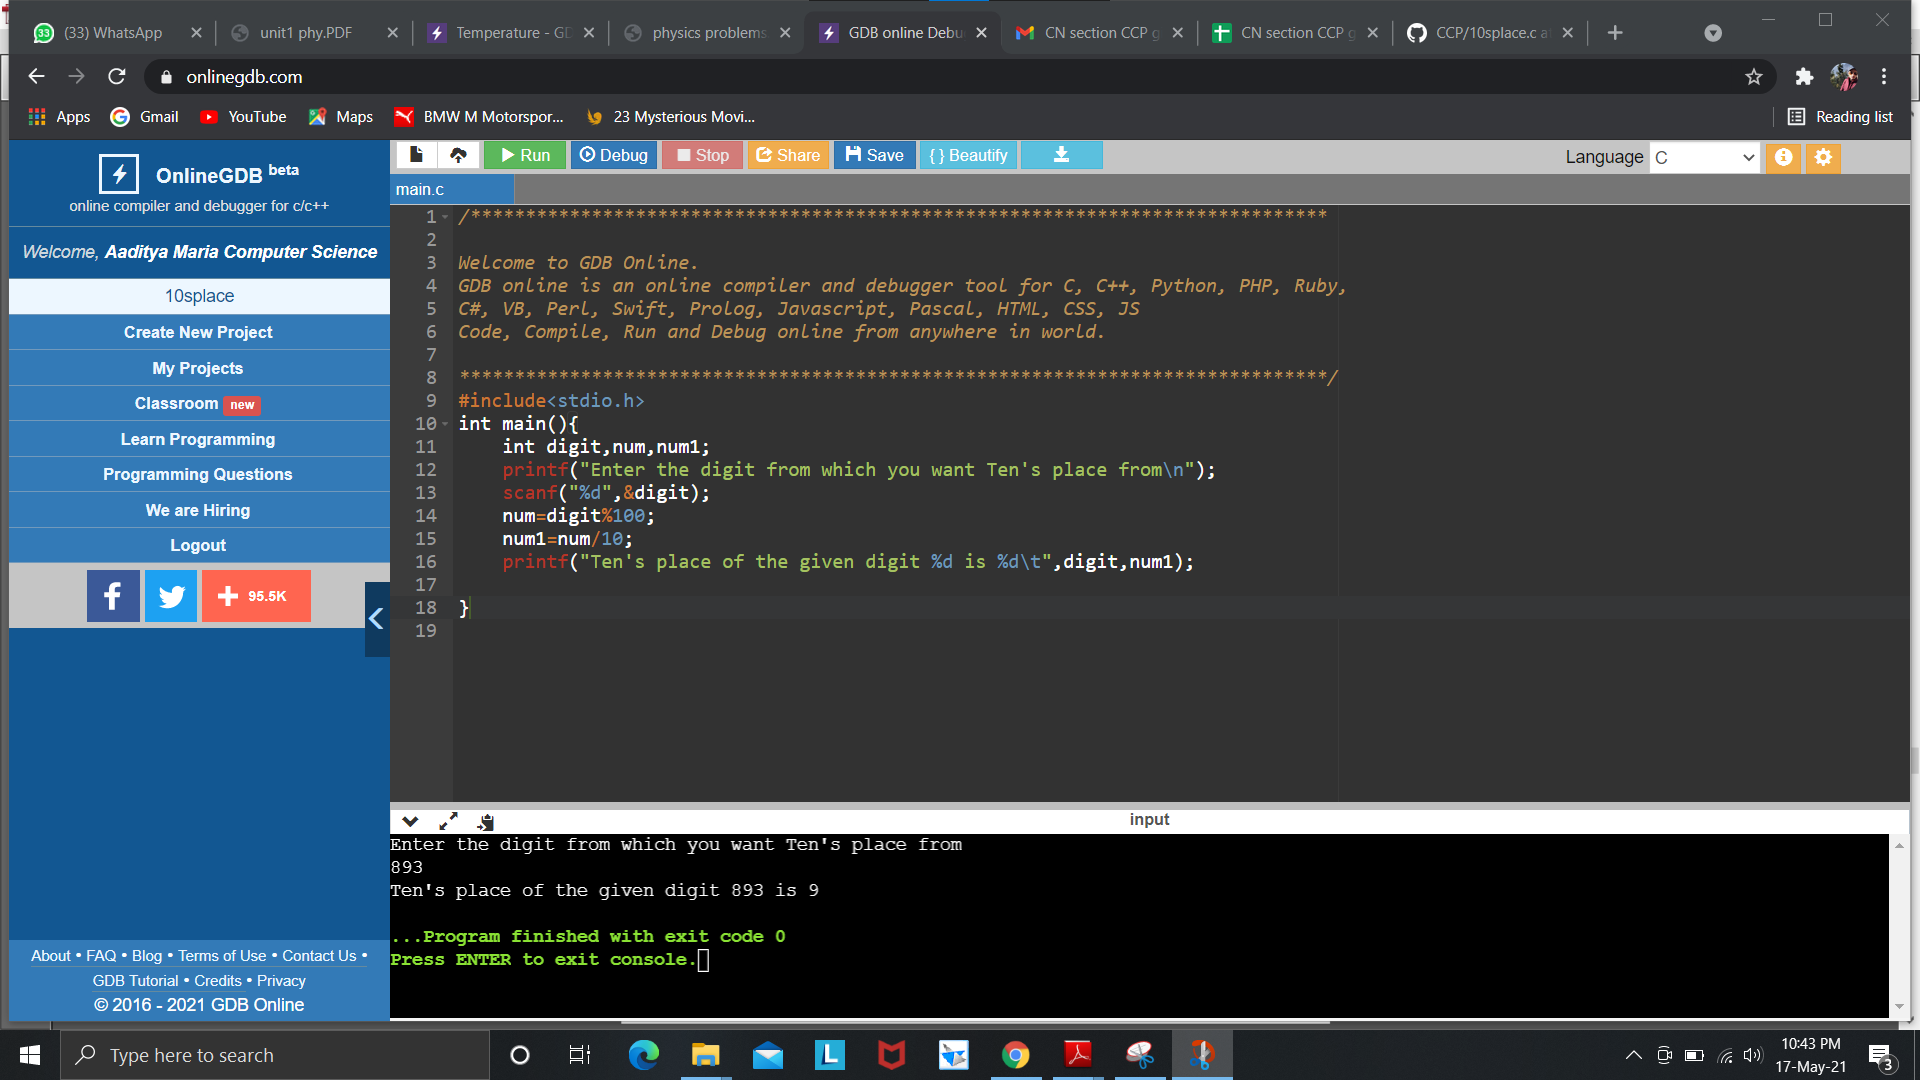 (33) WhatsApp
unit1 phy.PDF
Temperature - GD
physics problems
GDB online Debu
CN section CCP g
CN section CCP g
CCP/10splace.c a
onlinegdb.com
Apps
Gmail
YouTube
Maps
BMW M Motorspor...
23 Mysterious Movi...
Reading list
OnlineGDB beta
online compiler and debugger for c/c++
Welcome, Aaditya Maria Computer Science
10splace
Create New Project
My Projects
Classroom new
Learn Programming
Programming Questions
We are Hiring
Logout
95.5K
About • FAQ • Blog • Terms of Use • Contact Us •
GDB Tutorial • Credits • Privacy
© 2016 - 2021 GDB Online
Run
Debug
Stop
Share
Save
{ } Beautify
Language C
main.c
1 /******************************************************************************
2
3 Welcome to GDB Online.
4 GDB online is an online compiler and debugger tool for C, C++, Python, PHP, Ruby,
5 C#, VB, Perl, Swift, Prolog, Javascript, Pascal, HTML, CSS, JS
6 Code, Compile, Run and Debug online from anywhere in world.
7
8 *******************************************************************************/
9 #include<stdio.h>
10 int main(){
11 int digit,num,num1;
12 printf("Enter the digit from which you want Ten's place from\n");
13 scanf("%d",&digit);
14 num=digit%100;
15 num1=num/10;
16 printf("Ten's place of the given digit %d is %d\t",digit,num1);
17
18 }
19
input
Enter the digit from which you want Ten's place from
893
Ten's place of the given digit 893 is 9
...Program finished with exit code 0
Press ENTER to exit console.
Type here to search
10:43 PM
17-May-21
3